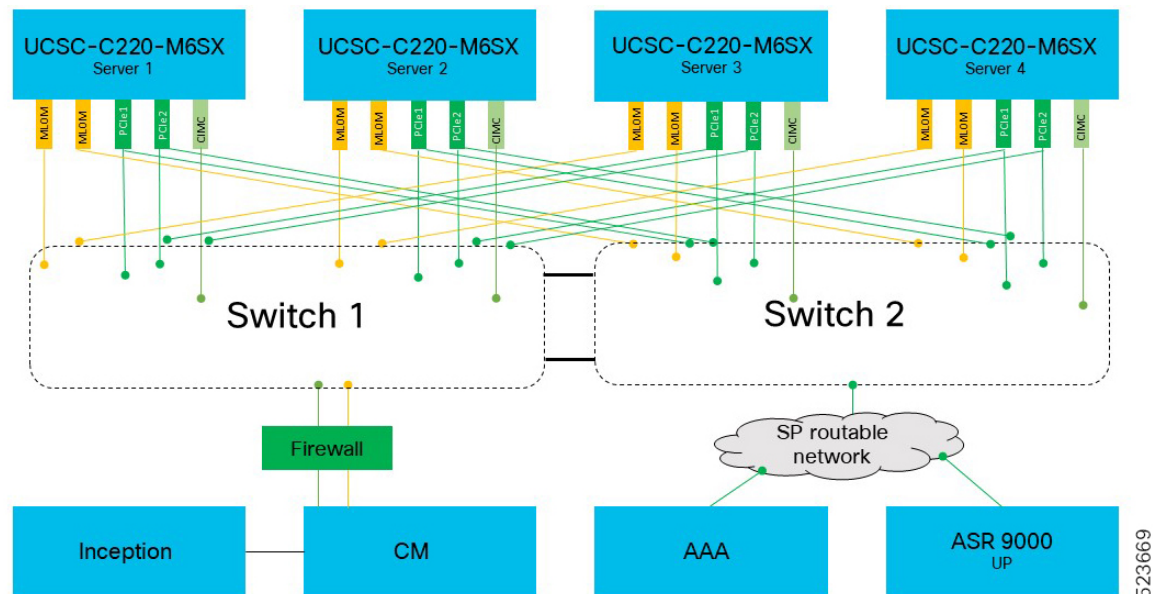 UCSC-C220-M6SX
Server 1
UCSC-C220-M6SX
Server 2
UCSC-C220-M6SX
Server 3
UCSC-C220-M6SX
Server 4
MLOM
MLOM
PCIe1
PCIe2
CIMC
MLOM
MLOM
PCIe1
PCIe2
CIMC
MLOM
MLOM
PCIe1
PCIe2
CIMC
MLOM
MLOM
PCIe1
PCIe2
CIMC
Switch 1
Switch 2
Firewall
SP routable
network
Inception
CM
AAA
ASR 9000
UP
523669